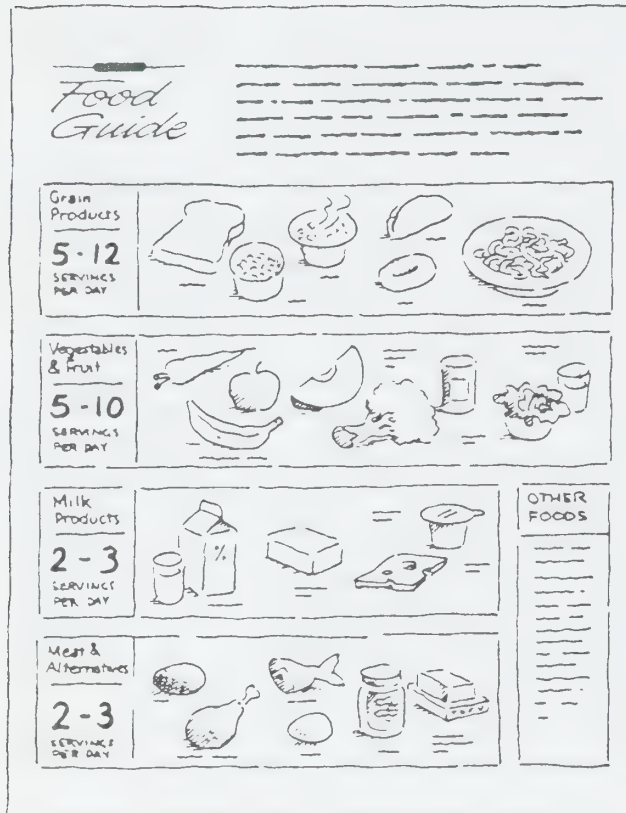 Food
Guide
Grain
Products
5-12
SERVINGS
PER DAY
Vegetables
& Fruit
5-10
SERVINGS
PER DAY
Milk
Products
2-3
SERVINGS
PER DAY
%
OTHER
FOODS
Meat &
Alternatives
2-3
SERVINGS
PER DAY